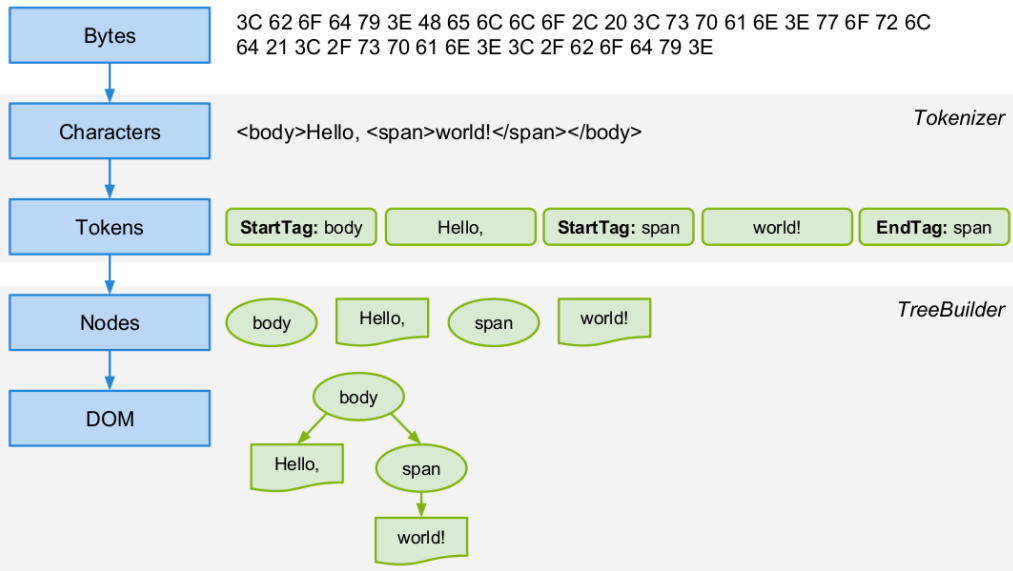 Bytes
3C 62 6F 64 79 3E 48 65 6C 6C 6F 2C 20 3C 73 70 61 6E 3E 77 6F 72 6C
64 21 3C 2F 73 70 61 6E 3E 3C 2F 62 6F 64 79 3E
Characters
<body>Hello, <span>world!</span></body>
Tokenizer
Tokens
StartTag: body
Hello,
StartTag: span
world!
EndTag: span
Nodes
body
Hello,
span
world!
TreeBuilder
DOM
body
Hello,
span
world!